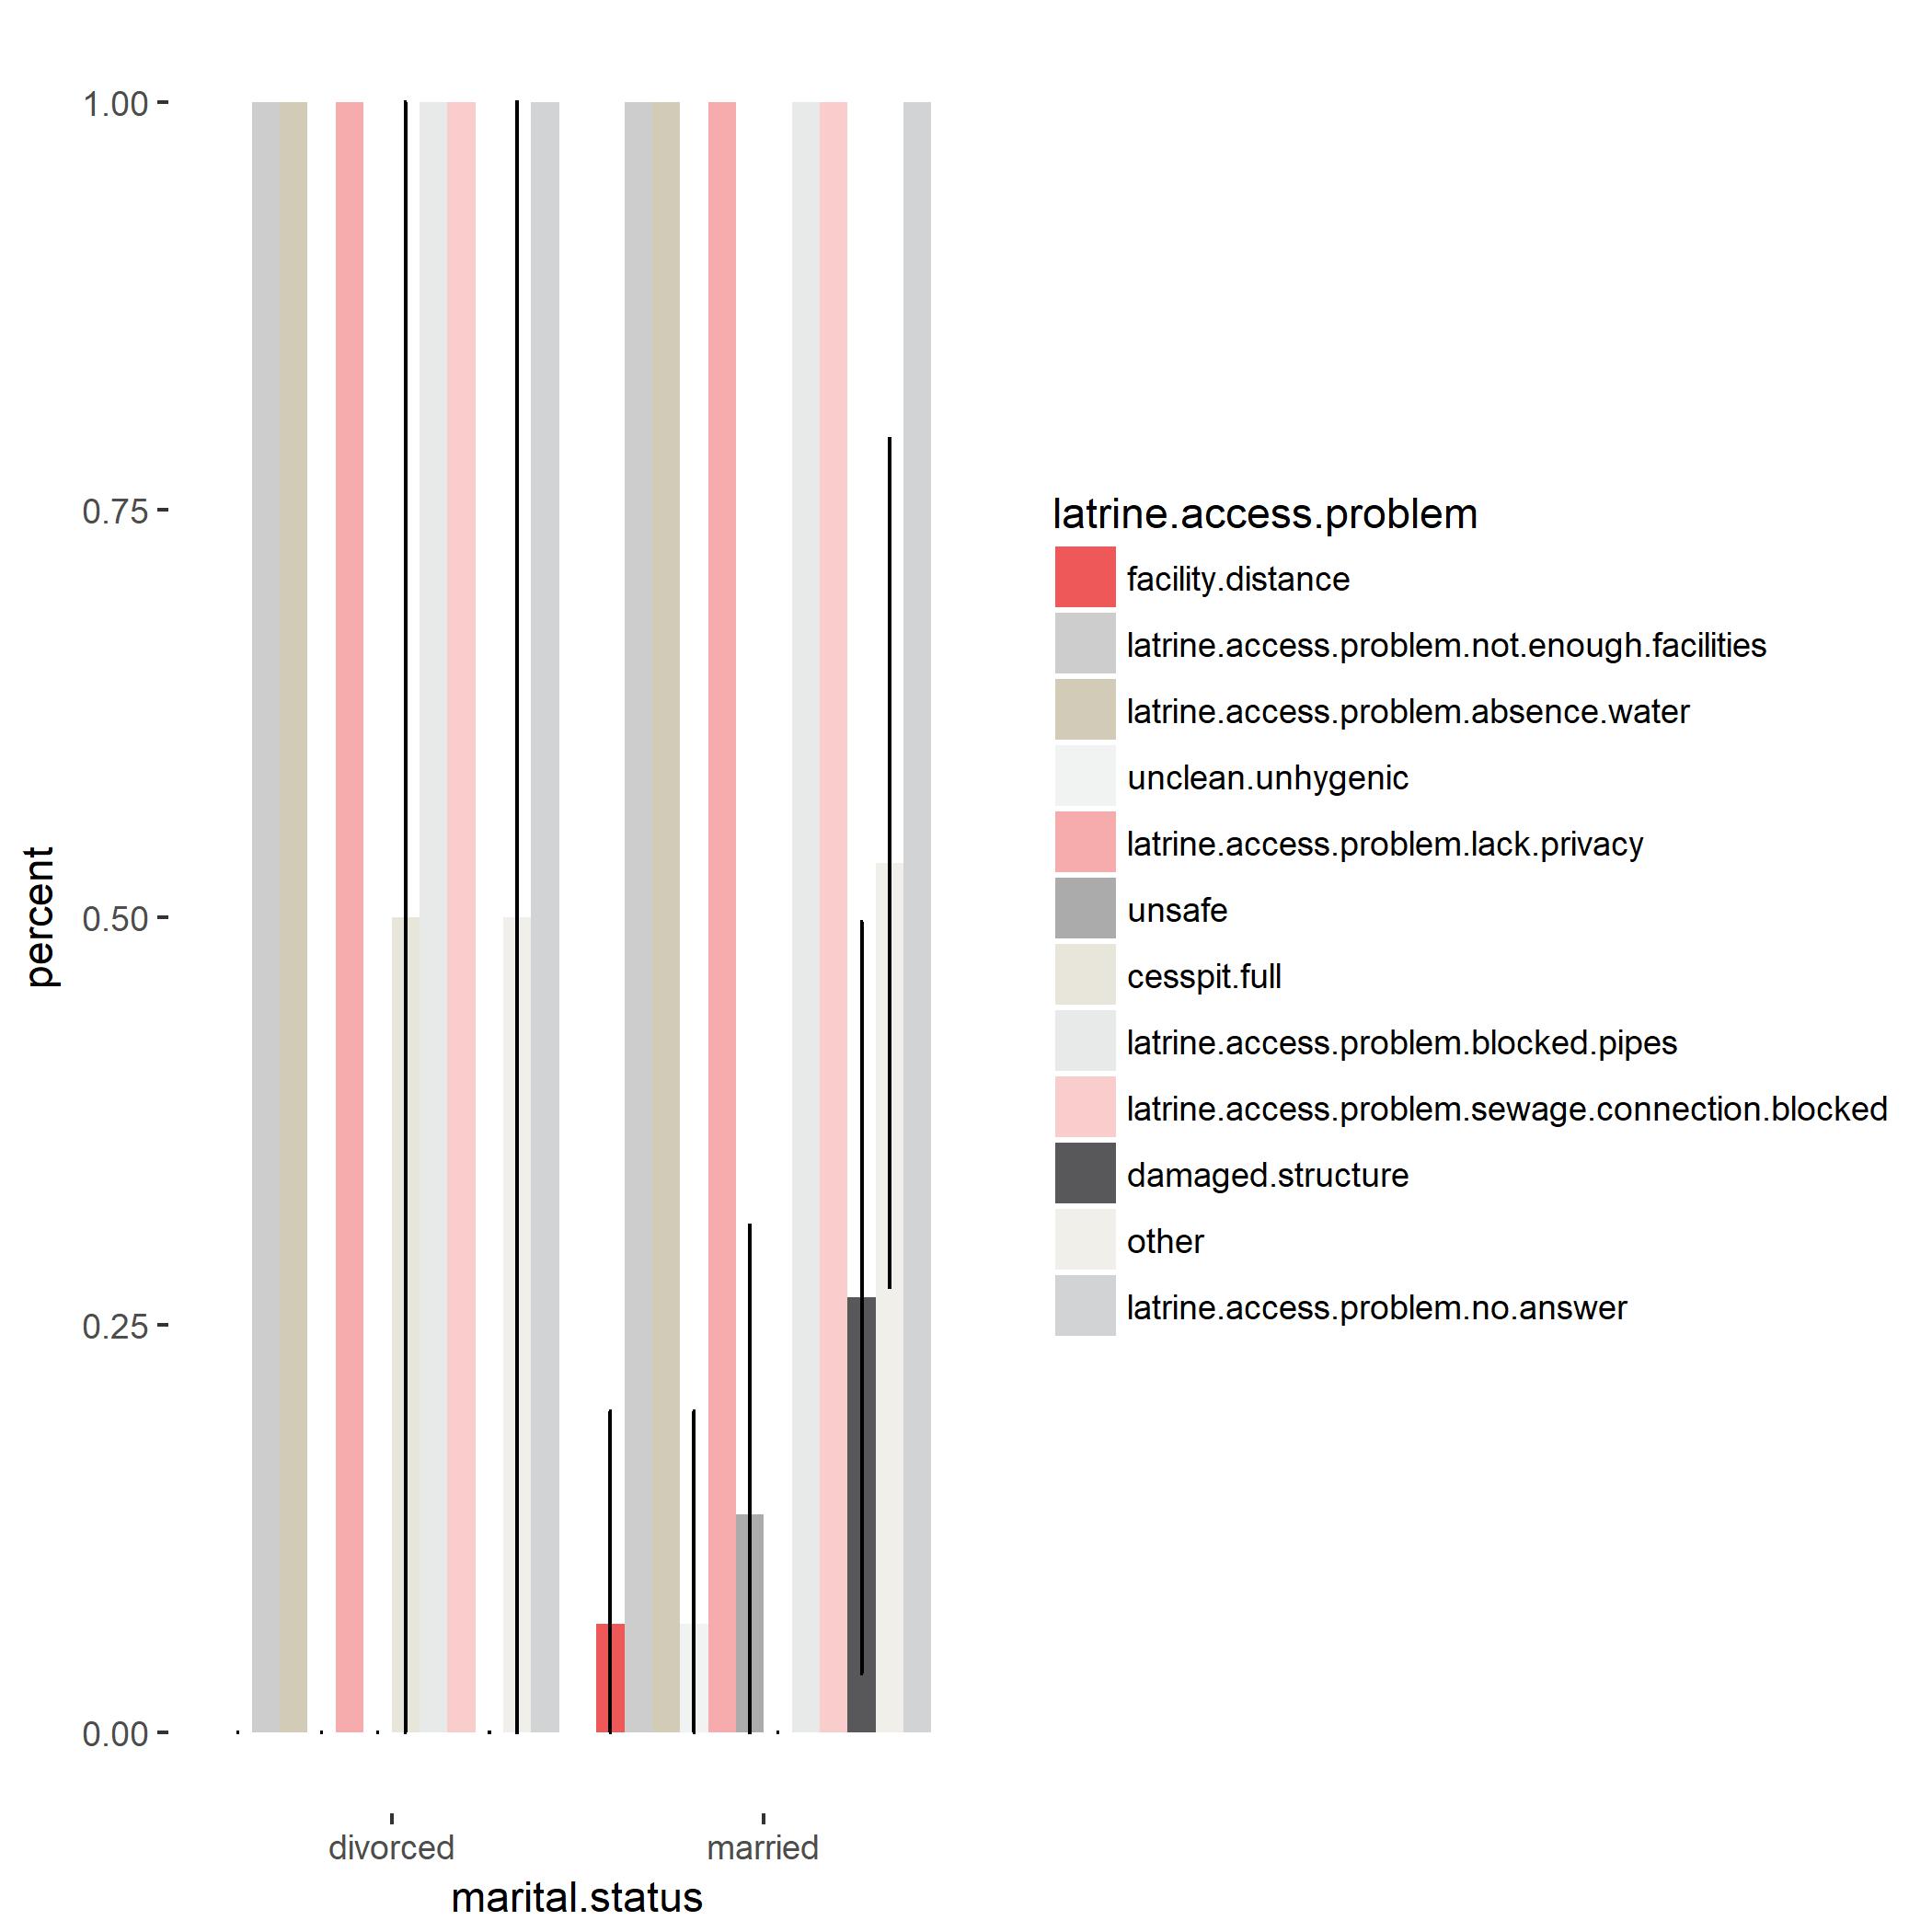 1.00
0.75
0.50
0.25
0.00
percent
divorced
married
marital.status
latrine.access.problem
facility.distance
latrine.access.problem.not.enough.facilities
latrine.access.problem.absence.water
unclean.unhygenic
latrine.access.problem.lack.privacy
unsafe
cesspit.full
latrine.access.problem.blocked.pipes
latrine.access.problem.sewage.connection.blocked
damaged.structure
other
latrine.access.problem.no.answer